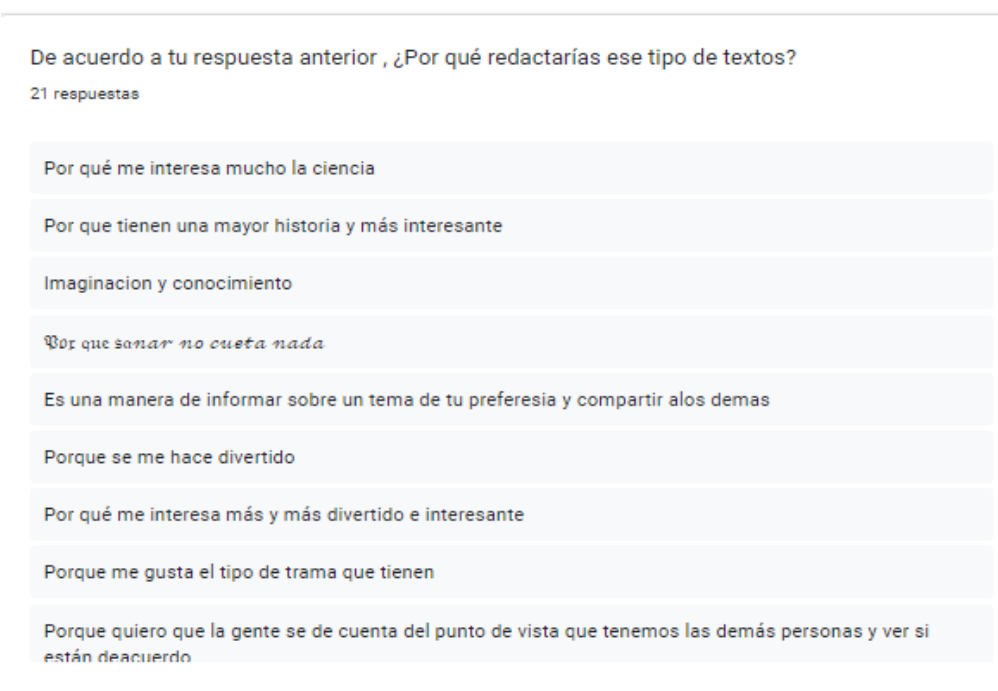 De acuerdo a tu respuesta anterior , ¿Por qué redactarías ese tipo de textos?
21 respuestas
Por qué me interesa mucho la ciencia
Por que tienen una mayor historia y más interesante
Imaginacion y conocimiento
Por que sonar no cueta nada
Es una manera de informar sobre un tema de tu preferesia y compartir alos demas
Porque se me hace divertido
Por qué me interesa más y más divertido e interesante
Porque me gusta el tipo de trama que tienen
Porque quiero que la gente se de cuenta del punto de vista que tenemos las demás personas y ver si
están deacuerdo